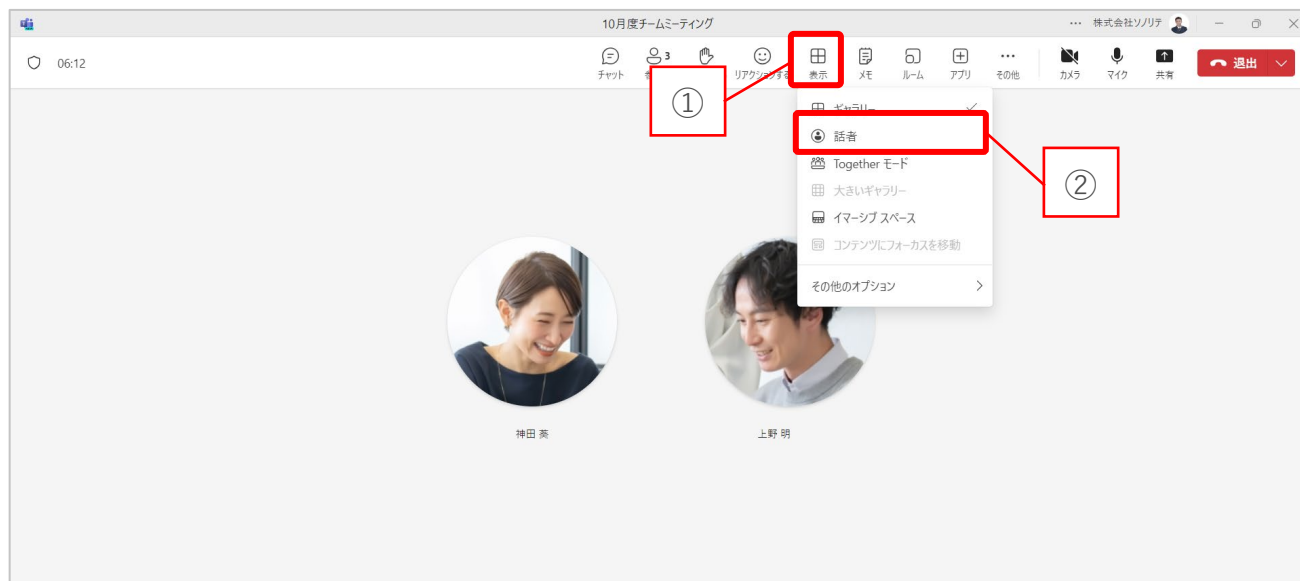 10月度チームミーティング
… 株式会社ソノリテ
06:12
3
チャット リアクションする 表示 メモ ルーム アプリ その他 カメラ マイク 共有 退出
①
ギャラリー
話者
②
Together モード
大きいギャラリー
イマーシブ スペース
コンテンツにフォーカスを移動
その他のオプション
神田 葵
上野 明